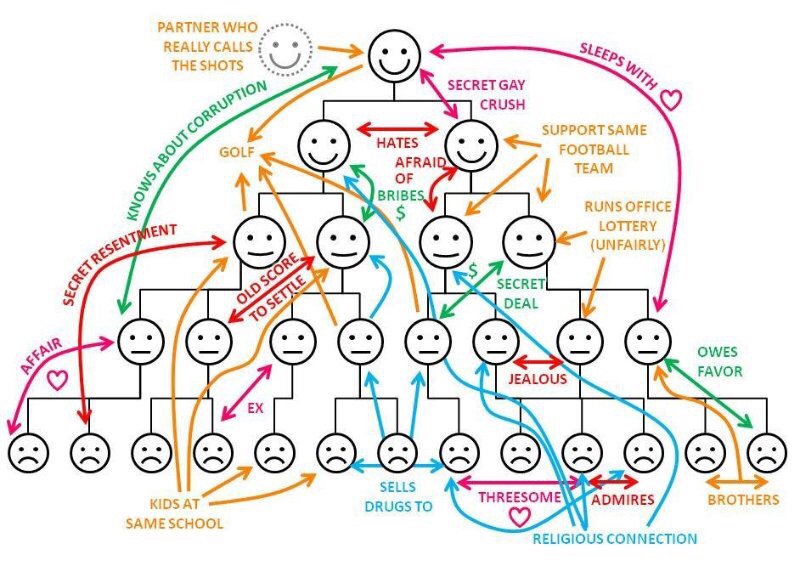 PARTNER WHO
REALLY CALLS
THE SHOTS
SLEEPS WITH
SECRET GAY
CRUSH
KNOWS ABOUT CORRUPTION
GOLF
HATES
AFRAID
OF
SUPPORT SAME
FOOTBALL
TEAM
BRIBES
$
RUNS OFFICE
LOTTERY
(UNFAIRLY)
SECRET RESENTMENT
OLD SCORE
TO SETTLE
$
SECRET
DEAL
AFFAIR
OWES
FAVOR
JEALOUS
EX
KIDS AT
SAME SCHOOL
SELLS
DRUGS TO
THREESOME
ADMIRES
BROTHERS
RELIGIOUS CONNECTION